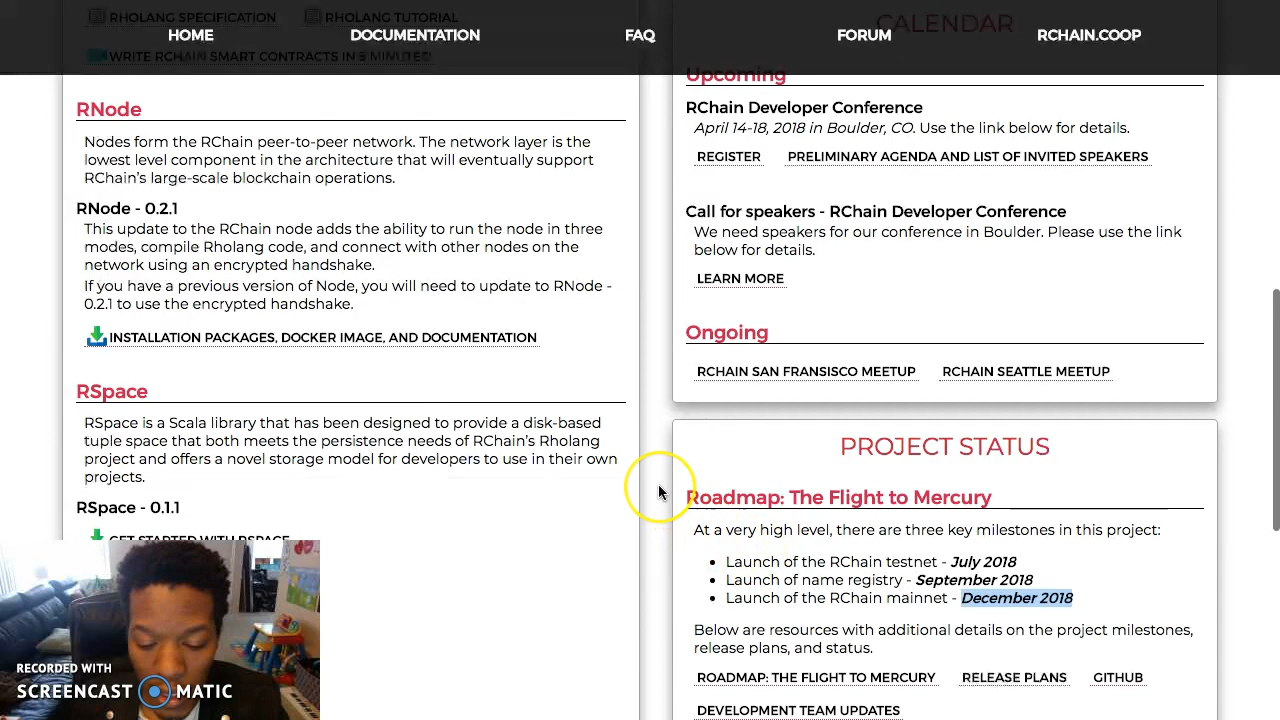 RHOLANG SPECIFICATION RHOLANG TUTORIAL
HOME DOCUMENTATION FAQ FORUM RCHAIN.COOP
WRITE RCHAIN SMART CONTRACTS IN 3 MINUTES
RNode
Nodes form the RChain peer-to-peer network. The network layer is the
lowest level component in the architecture that will eventually support
RChain's large-scale blockchain operations.
RNode - 0.2.1
This update to the RChain node adds the ability to run the node in three
modes, compile Rholang code, and connect with other nodes on the
network using an encrypted handshake.
If you have a previous version of Node, you will need to update to RNode -
0.2.1 to use the encrypted handshake.
INSTALLATION PACKAGES, DOCKER IMAGE, AND DOCUMENTATION
RSpace
RSpace is a Scala library that has been designed to provide a disk-based
tuple space that both meets the persistence needs of RChain's Rholang
project and offers a novel storage model for developers to use in their own
projects.
RSpace - 0.1.1
GET STARTED WITH RSPACE
RECORDED WITH
SCREENCAST MATIC
CALENDAR
Upcoming
RChain Developer Conference
April 14-18, 2018 in Boulder, CO. Use the link below for details.
REGISTER PRELIMINARY AGENDA AND LIST OF INVITED SPEAKERS
Call for speakers - RChain Developer Conference
We need speakers for our conference in Boulder. Please use the link
below for details.
LEARN MORE
Ongoing
RCHAIN SAN FRANSISCO MEETUP RCHAIN SEATTLE MEETUP
PROJECT STATUS
Roadmap: The Flight to Mercury
At a very high level, there are three key milestones in this project:
• Launch of the RChain testnet - July 2018
• Launch of name registry - September 2018
• Launch of the RChain mainnet - December 2018
Below are resources with additional details on the project milestones,
release plans, and status.
ROADMAP: THE FLIGHT TO MERCURY RELEASE PLANS GITHUB
DEVELOPMENT TEAM UPDATES